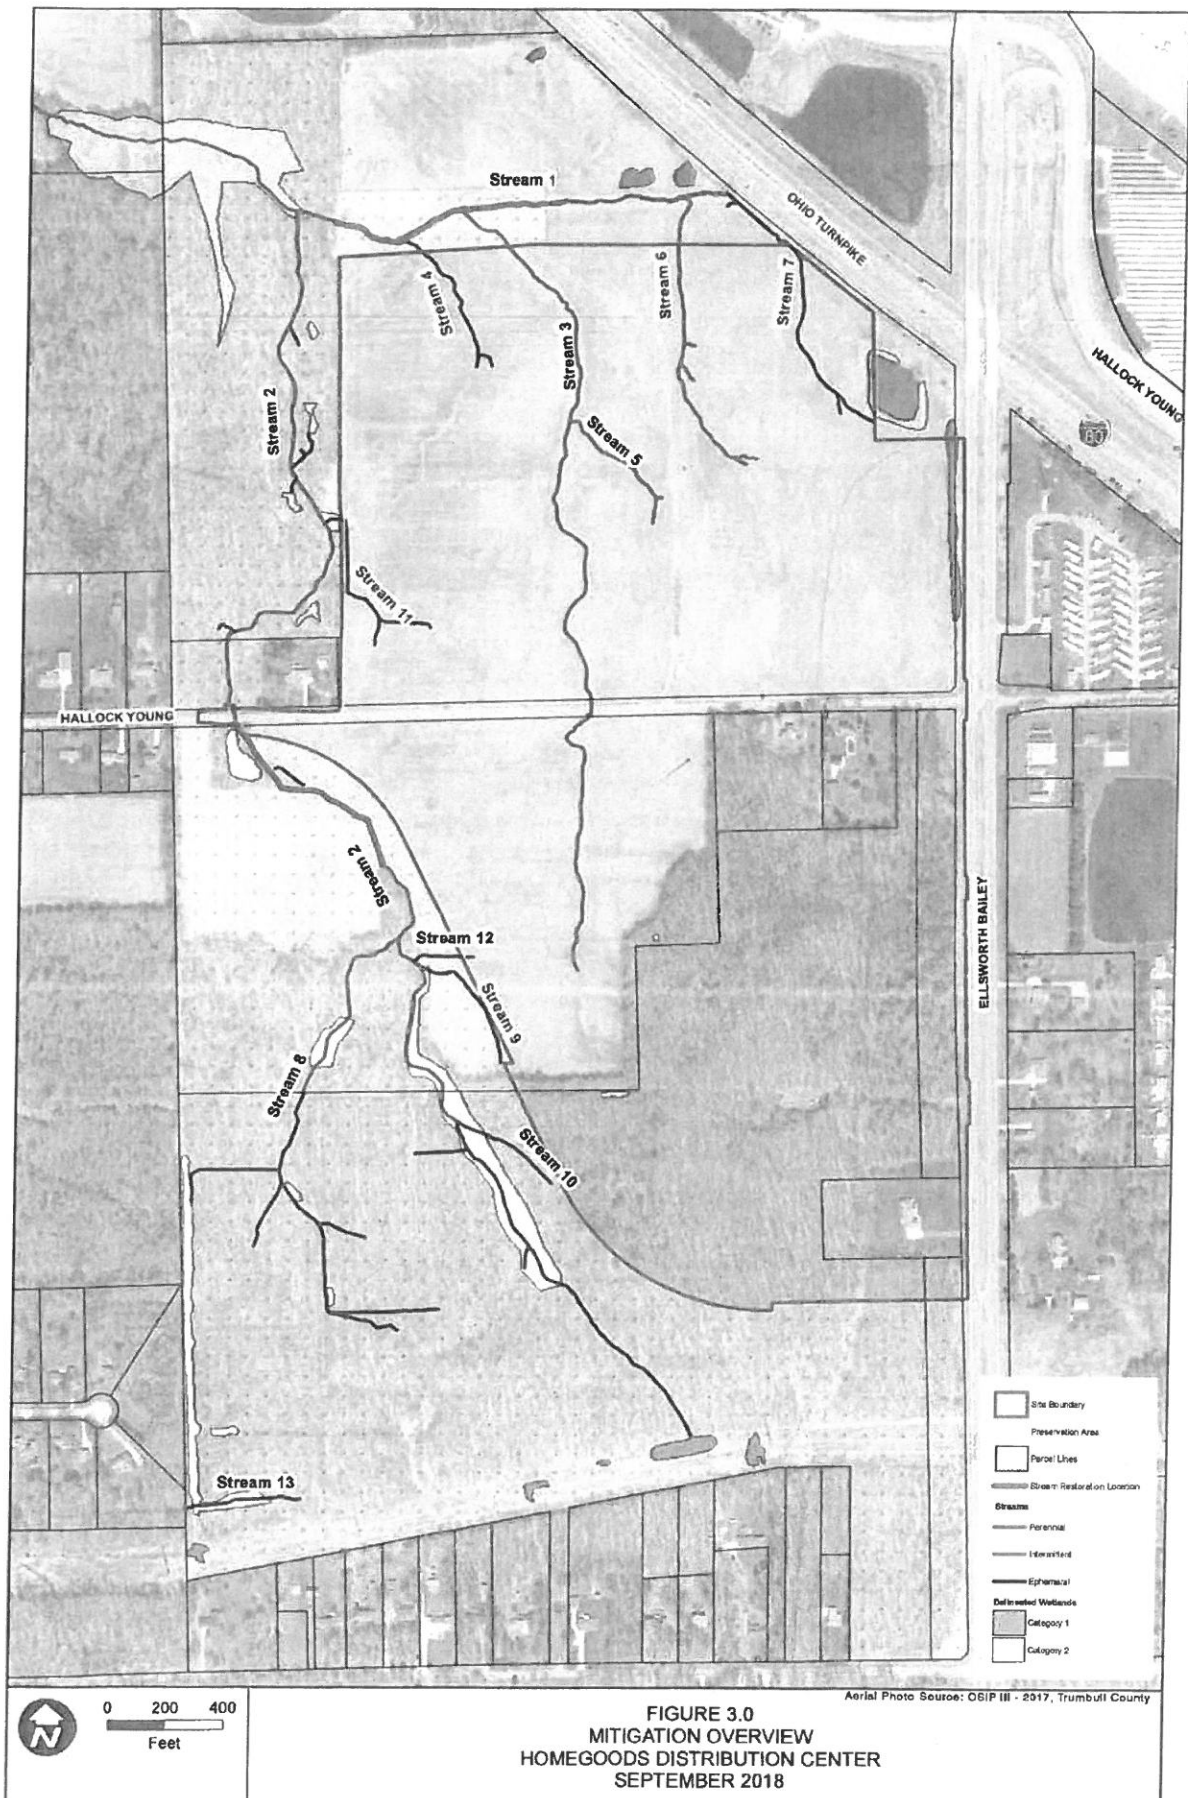 Stream 1
OHIO TURNPIKE
Stream 4
Stream 6
Stream 7
Stream 3
HALLOCK YOUNG
Stream 2
80
Stream 5
Stream 11
HALLOCK YOUNG
Stream 2
ELLSWORTH BAILEY
Stream 12
Stream 9
Stream 8
Stream 10
Stream 13
Site Boundary
Preservation Area
Parcel Lines
Stream Restoration Location
Streams
Perennial
Intermittent
Ephemeral
Delineated Wetlands
Category 1
Category 2
Aerial Photo Source: OSIP III - 2017, Trumbull County
N
0 200 400
Feet
FIGURE 3.0
MITIGATION OVERVIEW
HOMEGOODS DISTRIBUTION CENTER
SEPTEMBER 2018